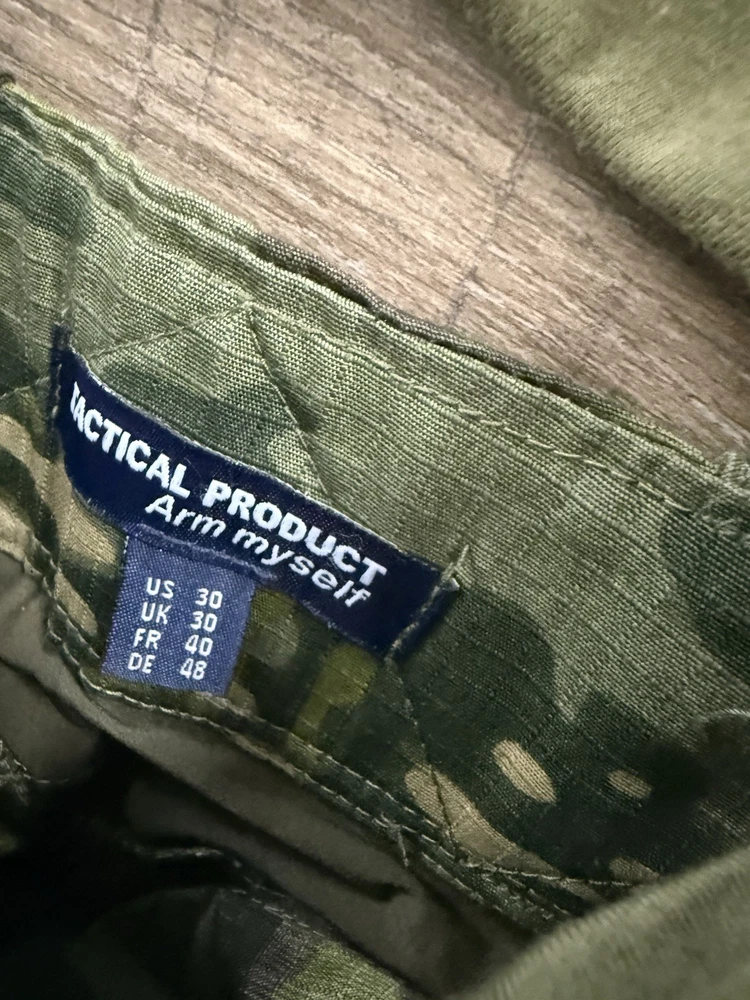 TACTICAL PRODUCT
Arm myself
US 30
UK 30
FR 40
DE 48